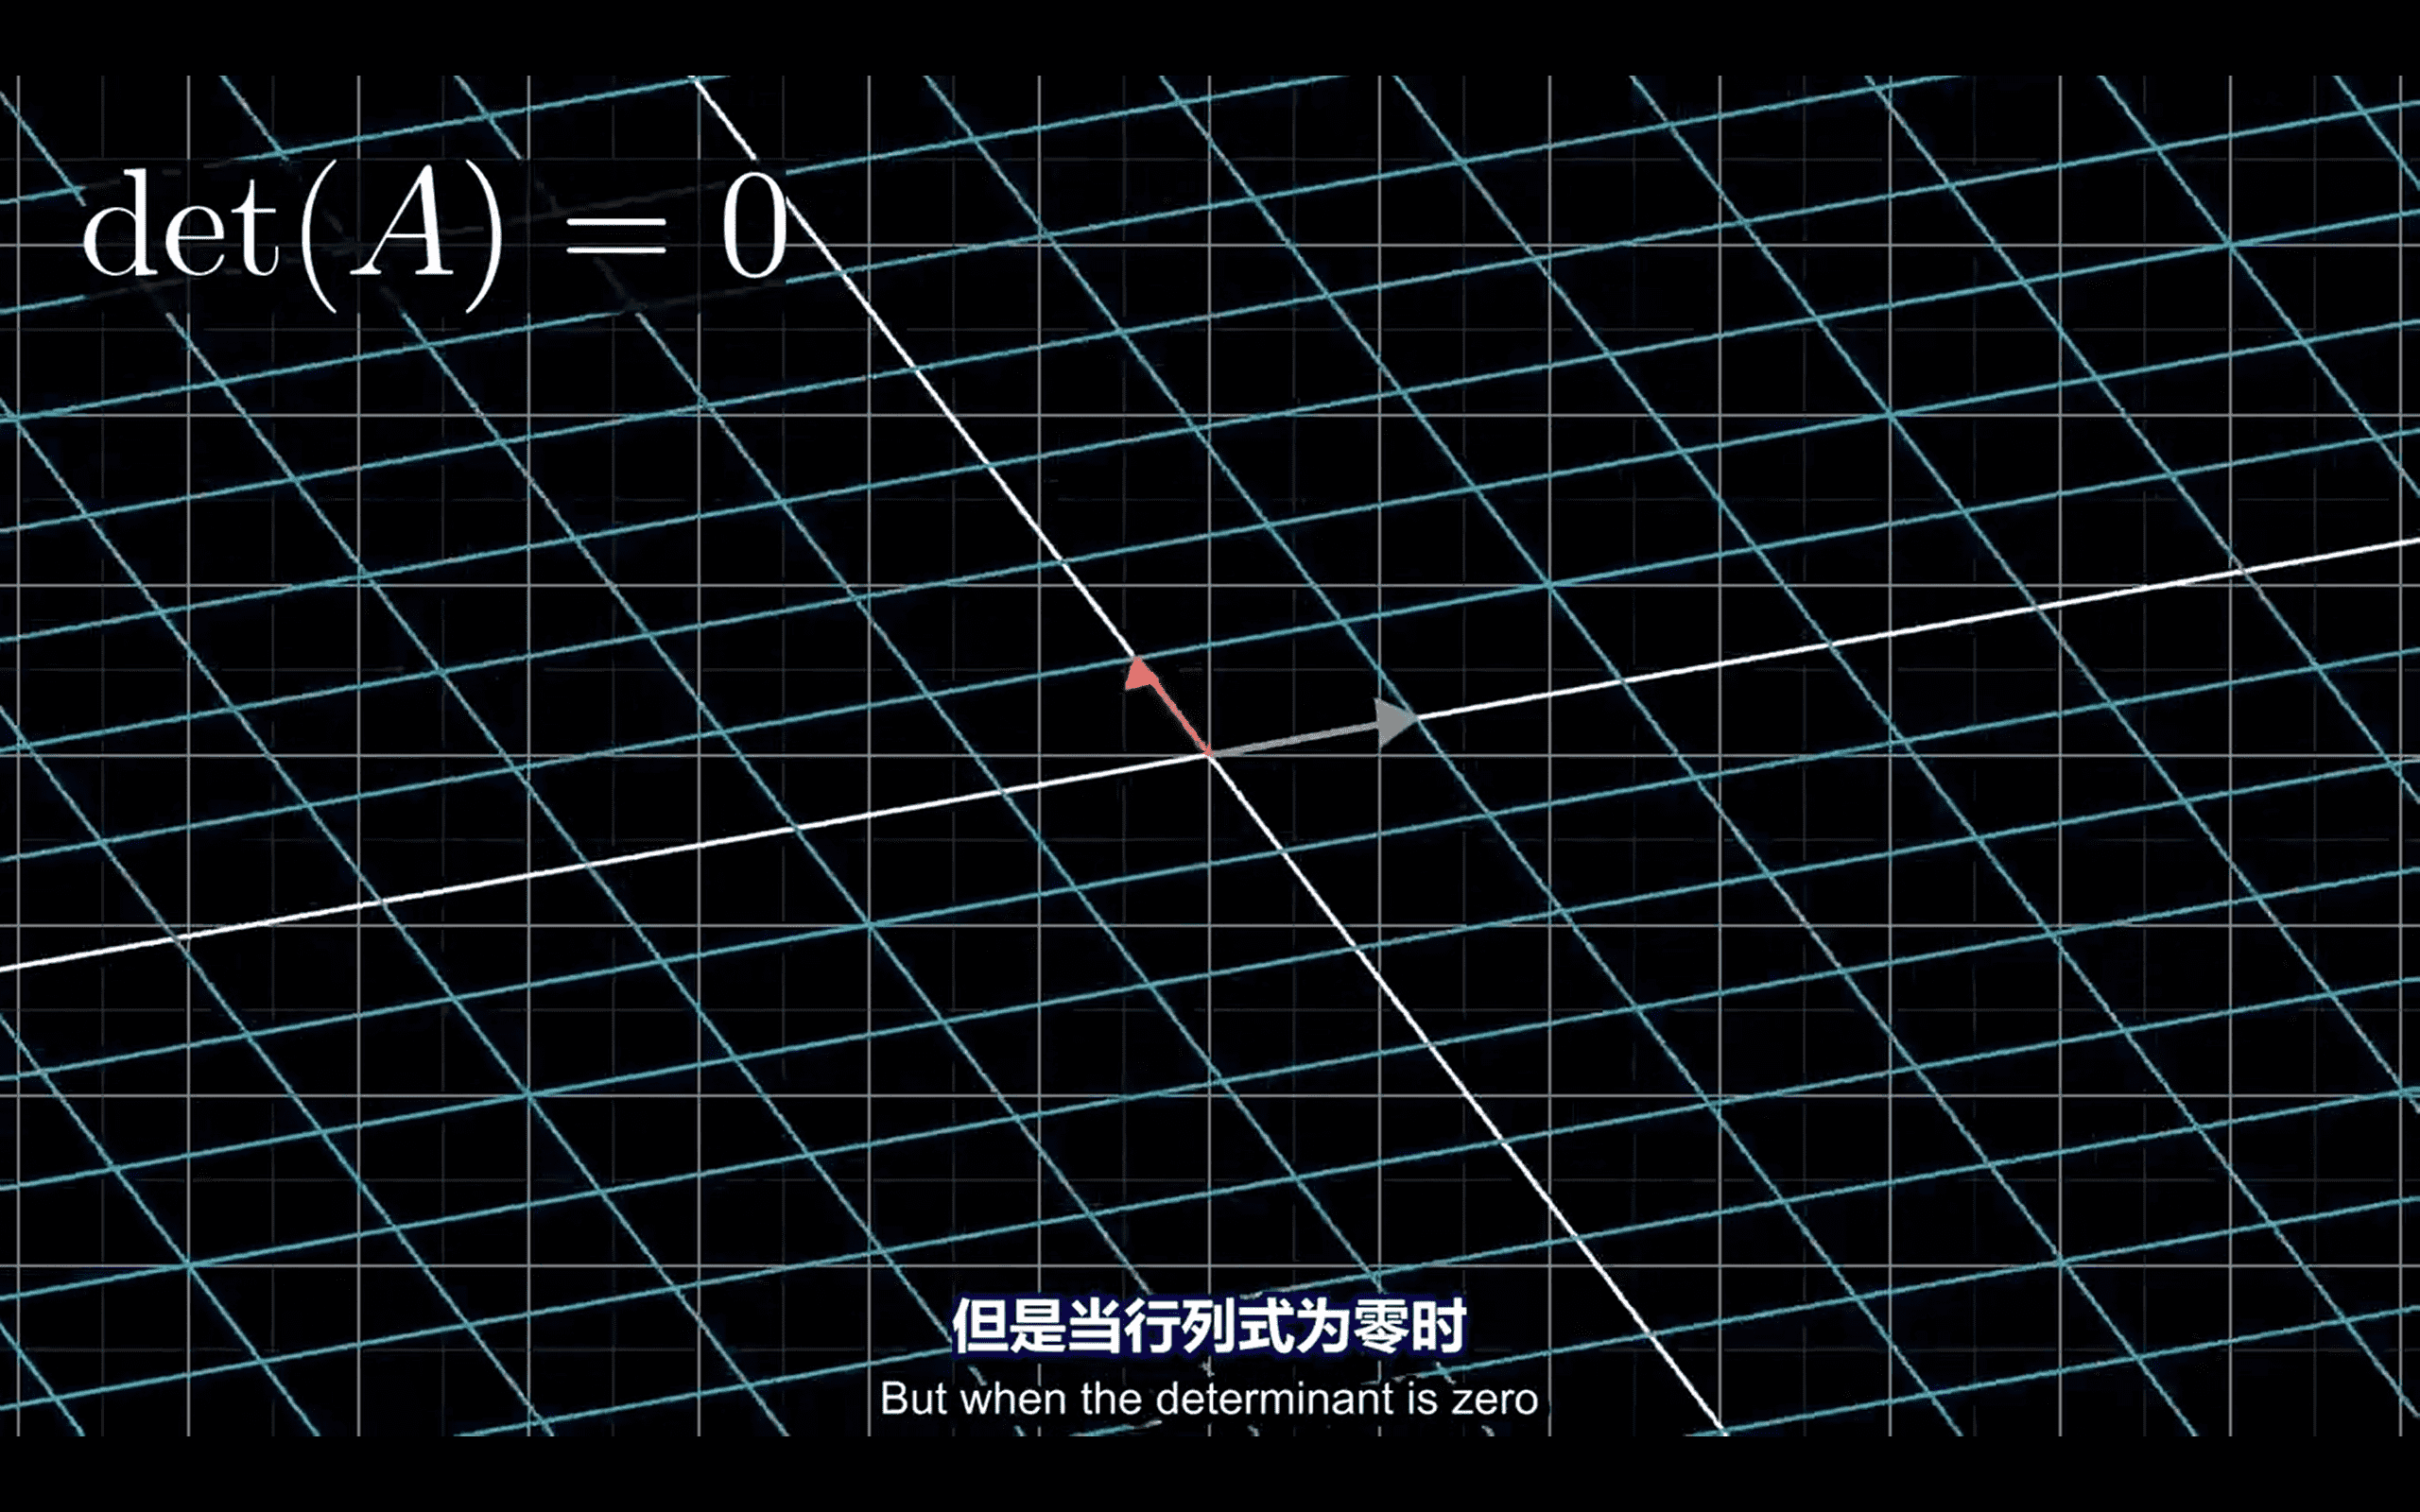 det(A) = 0
但是当行列式为零时
But when the determinant is zero